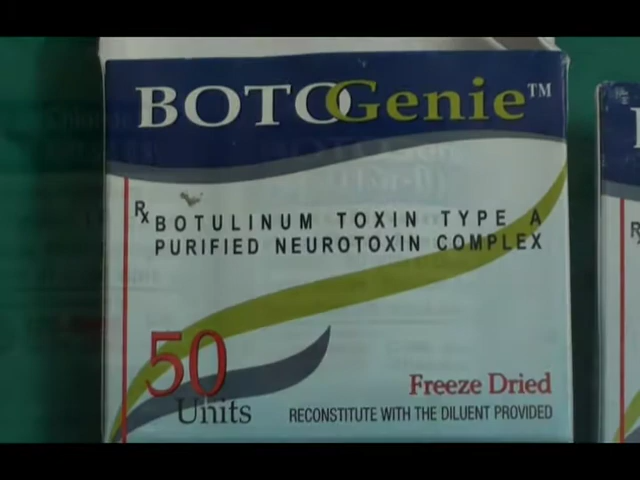 BOTOGenie™
Rx BOTULINUM TOXIN TYPE A
PURIFIED NEUROTOXIN COMPLEX
50
Units
Freeze Dried
RECONSTITUTE WITH THE DILUENT PROVIDED